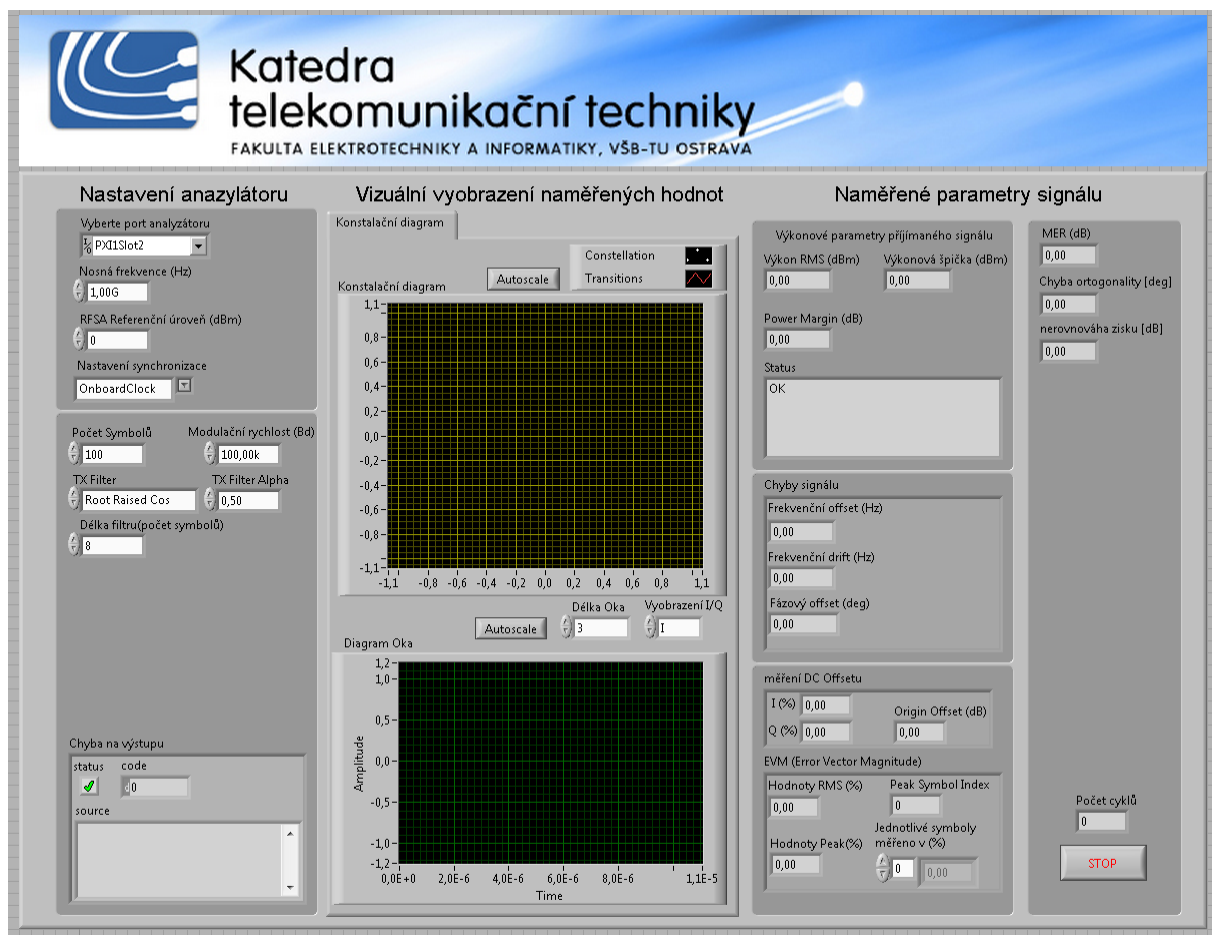 Katedra
telekomunikační techniky
FAKULTA ELEKTROTECHNIKY A INFORMATIKY, VŠB-TU OSTRAVA
Nastavení anazylátoru
Vyberte port analyzátoru
PXI1Slot2
Nosná frekvence (Hz)
1,00G
RFSA Referenční úroveň (dBm)
0
Nastavení synchronizace
OnboardClock
Počet Symbolů
Modulační rychlost (Bd)
100
100,00k
TX Filter
TX Filter Alpha
Root Raised Cos
0,50
Délka filtru(počet symbolů)
8
Chyba na výstupu
status
code
0
source
Vizuální vyobrazení naměřených hodnot
Konstalační diagram
Constellation
Transitions
Autoscale
Konstalační diagram
1,1
0,8
0,6
0,4
0,2
0,0
-0,2
-0,4
-0,6
-0,8
-1,1
-1,1 -0,8 -0,6 -0,4 -0,2 0,0 0,2 0,4 0,6 0,8 1,1
Délka Oka
Vyobrazení I/Q
Autoscale
3
I
Diagram Oka
1,2
1,0
0,5
0,0
-0,5
-1,0
-1,2
Amplitude
0,0E+0 2,0E-6 4,0E-6 6,0E-6 8,0E-6 1,1E-5
Time
Naměřené parametry signálu
Výkonové parametry příjímaného signálu
Výkon RMS (dBm)
Výkonová špička (dBm)
0,00
0,00
Power Margin (dB)
0,00
Status
OK
Chyby signálu
Frekvenční offset (Hz)
0,00
Frekvenční drift (Hz)
0,00
Fázový offset (deg)
0,00
měření DC Offsetu
I (%) 0,00
Origin Offset (dB)
Q (%) 0,00
0,00
EVM (Error Vector Magnitude)
Hodnoty RMS (%)
Peak Symbol Index
0,00
0
Hodnoty Peak(%)
Jednotlivé symboly
měřeno v (%)
0,00
0
0,00
MER (dB)
0,00
Chyba ortogonality [deg]
0,00
nerovnováha zisku [dB]
0,00
Počet cyklů
0
STOP